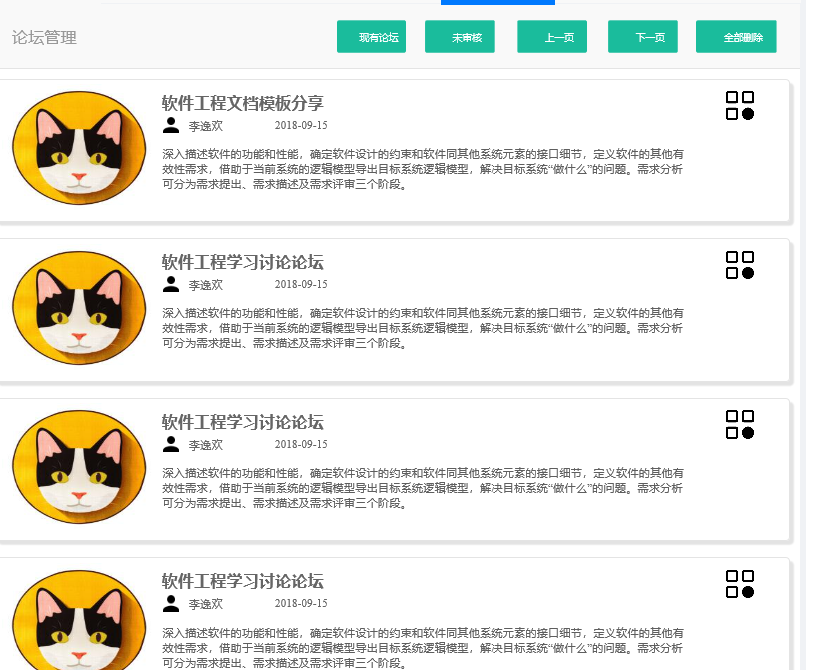 论坛管理
现有论坛
未审核
上一页
下一页
全部删除
软件工程文档模板分享
李逸欢 2018-09-15
深入描述软件的功能和性能，确定软件设计的约束和软件同其他系统元素的接口细节，定义软件的其他有
效性需求，借助于当前系统的逻辑模型导出目标系统逻辑模型，解决目标系统“做什么”的问题。需求分析
可分为需求提出、需求描述及需求评审三个阶段。
软件工程学习讨论论坛
李逸欢 2018-09-15
深入描述软件的功能和性能，确定软件设计的约束和软件同其他系统元素的接口细节，定义软件的其他有
效性需求，借助于当前系统的逻辑模型导出目标系统逻辑模型，解决目标系统“做什么”的问题。需求分析
可分为需求提出、需求描述及需求评审三个阶段。
软件工程学习讨论论坛
李逸欢 2018-09-15
深入描述软件的功能和性能，确定软件设计的约束和软件同其他系统元素的接口细节，定义软件的其他有
效性需求，借助于当前系统的逻辑模型导出目标系统逻辑模型，解决目标系统“做什么”的问题。需求分析
可分为需求提出、需求描述及需求评审三个阶段。
软件工程学习讨论论坛
李逸欢 2018-09-15
深入描述软件的功能和性能，确定软件设计的约束和软件同其他系统元素的接口细节，定义软件的其他有
效性需求，借助于当前系统的逻辑模型导出目标系统逻辑模型，解决目标系统“做什么”的问题。需求分析
可分为需求提出、需求描述及需求评审三个阶段。